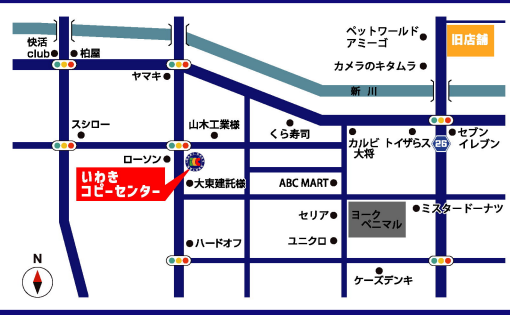 ペットワールド
アミーゴ
旧店舗
快活
club
柏屋
カメラのキタムラ
ヤマキ
新川
スシロー
山木工業様
くら寿司
カルビ
大将
トイザらス
26
セブン
イレブン
ローソン
いわき
コピーセンター
大東建託様
ABC MART
セリア
ヨーク
ベニマル
ミスタードーナツ
ハードオフ
ユニクロ
ケーズデンキ
N